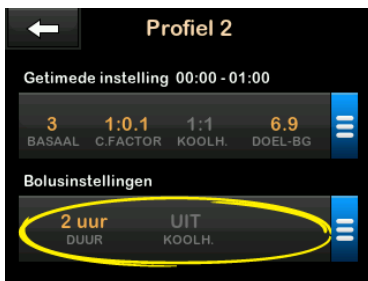 Profiel 2
Getimede instelling 00:00 - 01:00
3 1:0.1 1:1 6.9
BASAAL C.FACTOR KOOLH. DOEL-BG
Bolusinstellingen
2 uur UIT
DUUR KOOLH.